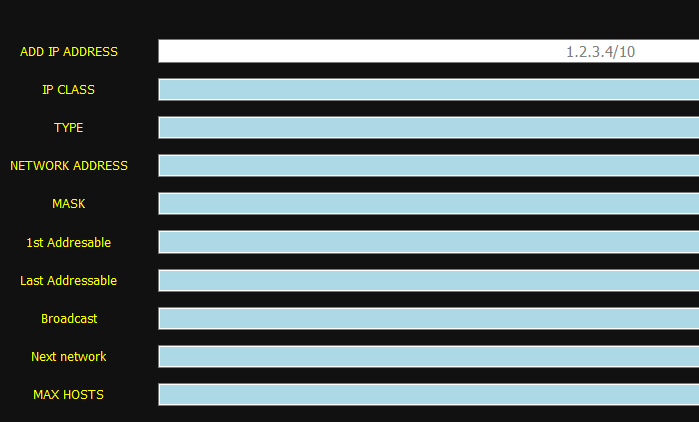 ADD IP ADDRESS
1.2.3.4/10
IP CLASS
TYPE
NETWORK ADDRESS
MASK
1st Addresable
Last Addressable
Broadcast
Next network
MAX HOSTS